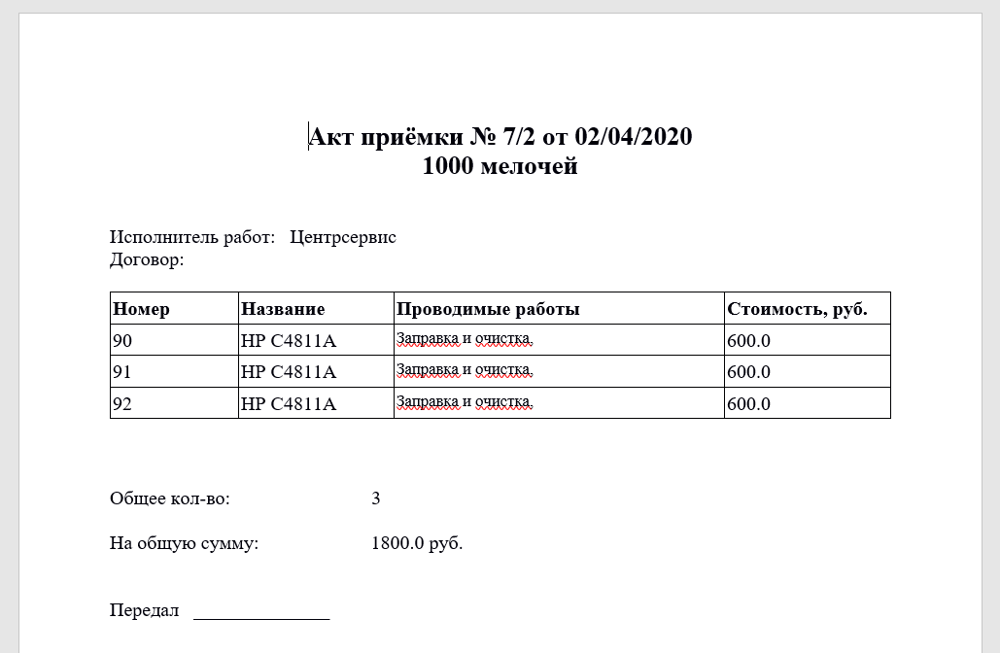 Акт приёмки № 7/2 от 02/04/2020
1000 мелочей
Исполнитель работ: Центрсервис
Договор:
Номер Название Проводимые работы Стоимость, руб.
90 HP C4811A Заправка и очистка. 600.0
91 HP C4811A Заправка и очистка. 600.0
92 HP C4811A Заправка и очистка. 600.0
Общее кол-во: 3
На общую сумму: 1800.0 руб.
Передал _______________